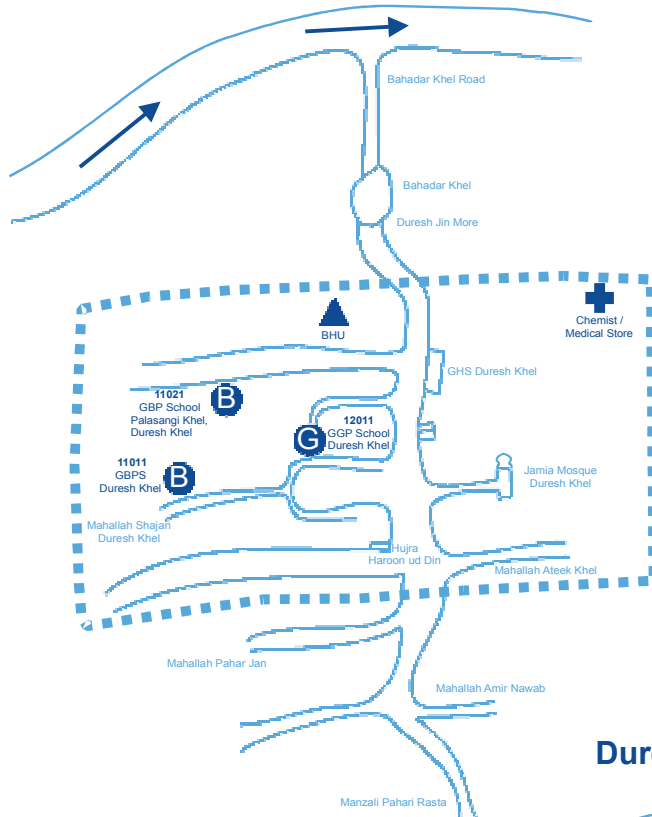 Bahadar Khel Road
Bahadar Khel
Duresh Jin More
BHU
Chemist /
Medical Store
GHS Duresh Khel
11021
GBP School
Palasangi Khel,
Duresh Khel
B
12011
GGP School
Duresh Khel
G
11011
GBPS
Duresh Khel
B
Jamia Mosque
Duresh Khel
Mahallah Shajan
Duresh Khel
Hujra
Haroon ud Din
Mahallah Ateek Khel
Mahallah Pahar Jan
Mahallah Amir Nawab
Manzali Pahari Rasta